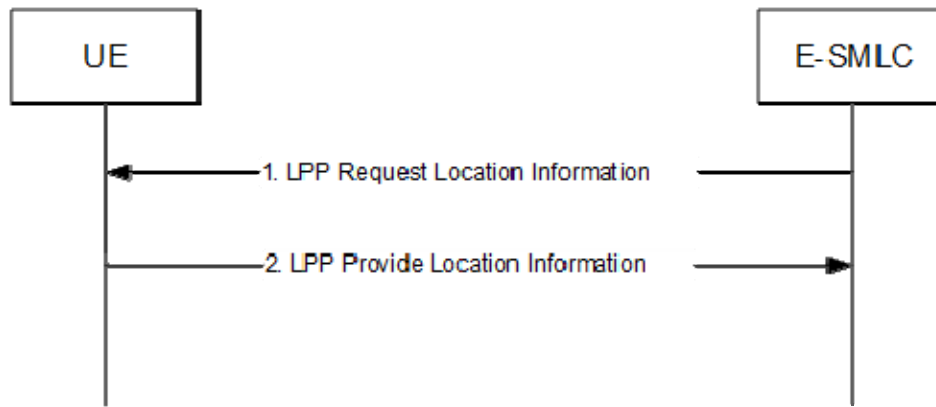 UE
E-SMLC
1. LPP Request Location Information
2. LPP Provide Location Information